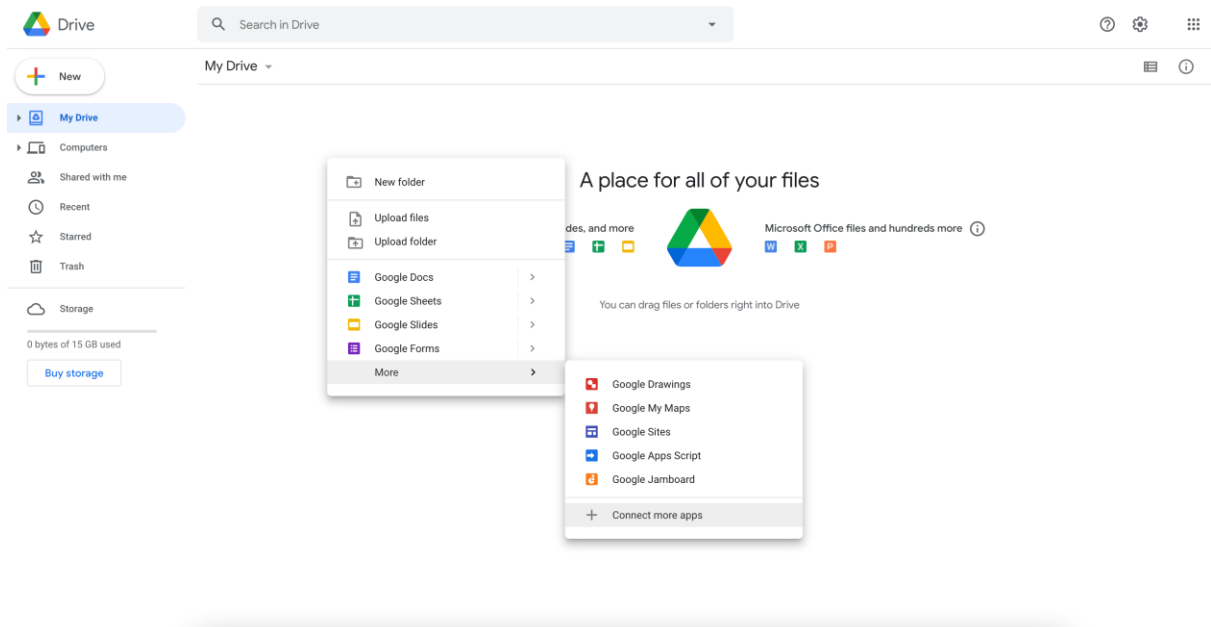 Drive
Search in Drive
New
My Drive
My Drive
Computers
Shared with me
Recent
Starred
Trash
Storage
0 bytes of 15 GB used
Buy storage
New folder
Upload files
Upload folder
Google Docs
Google Sheets
Google Slides
Google Forms
More
Google Drawings
Google My Maps
Google Sites
Google Apps Script
Google Jamboard
Connect more apps
A place for all of your files
des, and more
Microsoft Office files and hundreds more
W X P
You can drag files or folders right into Drive